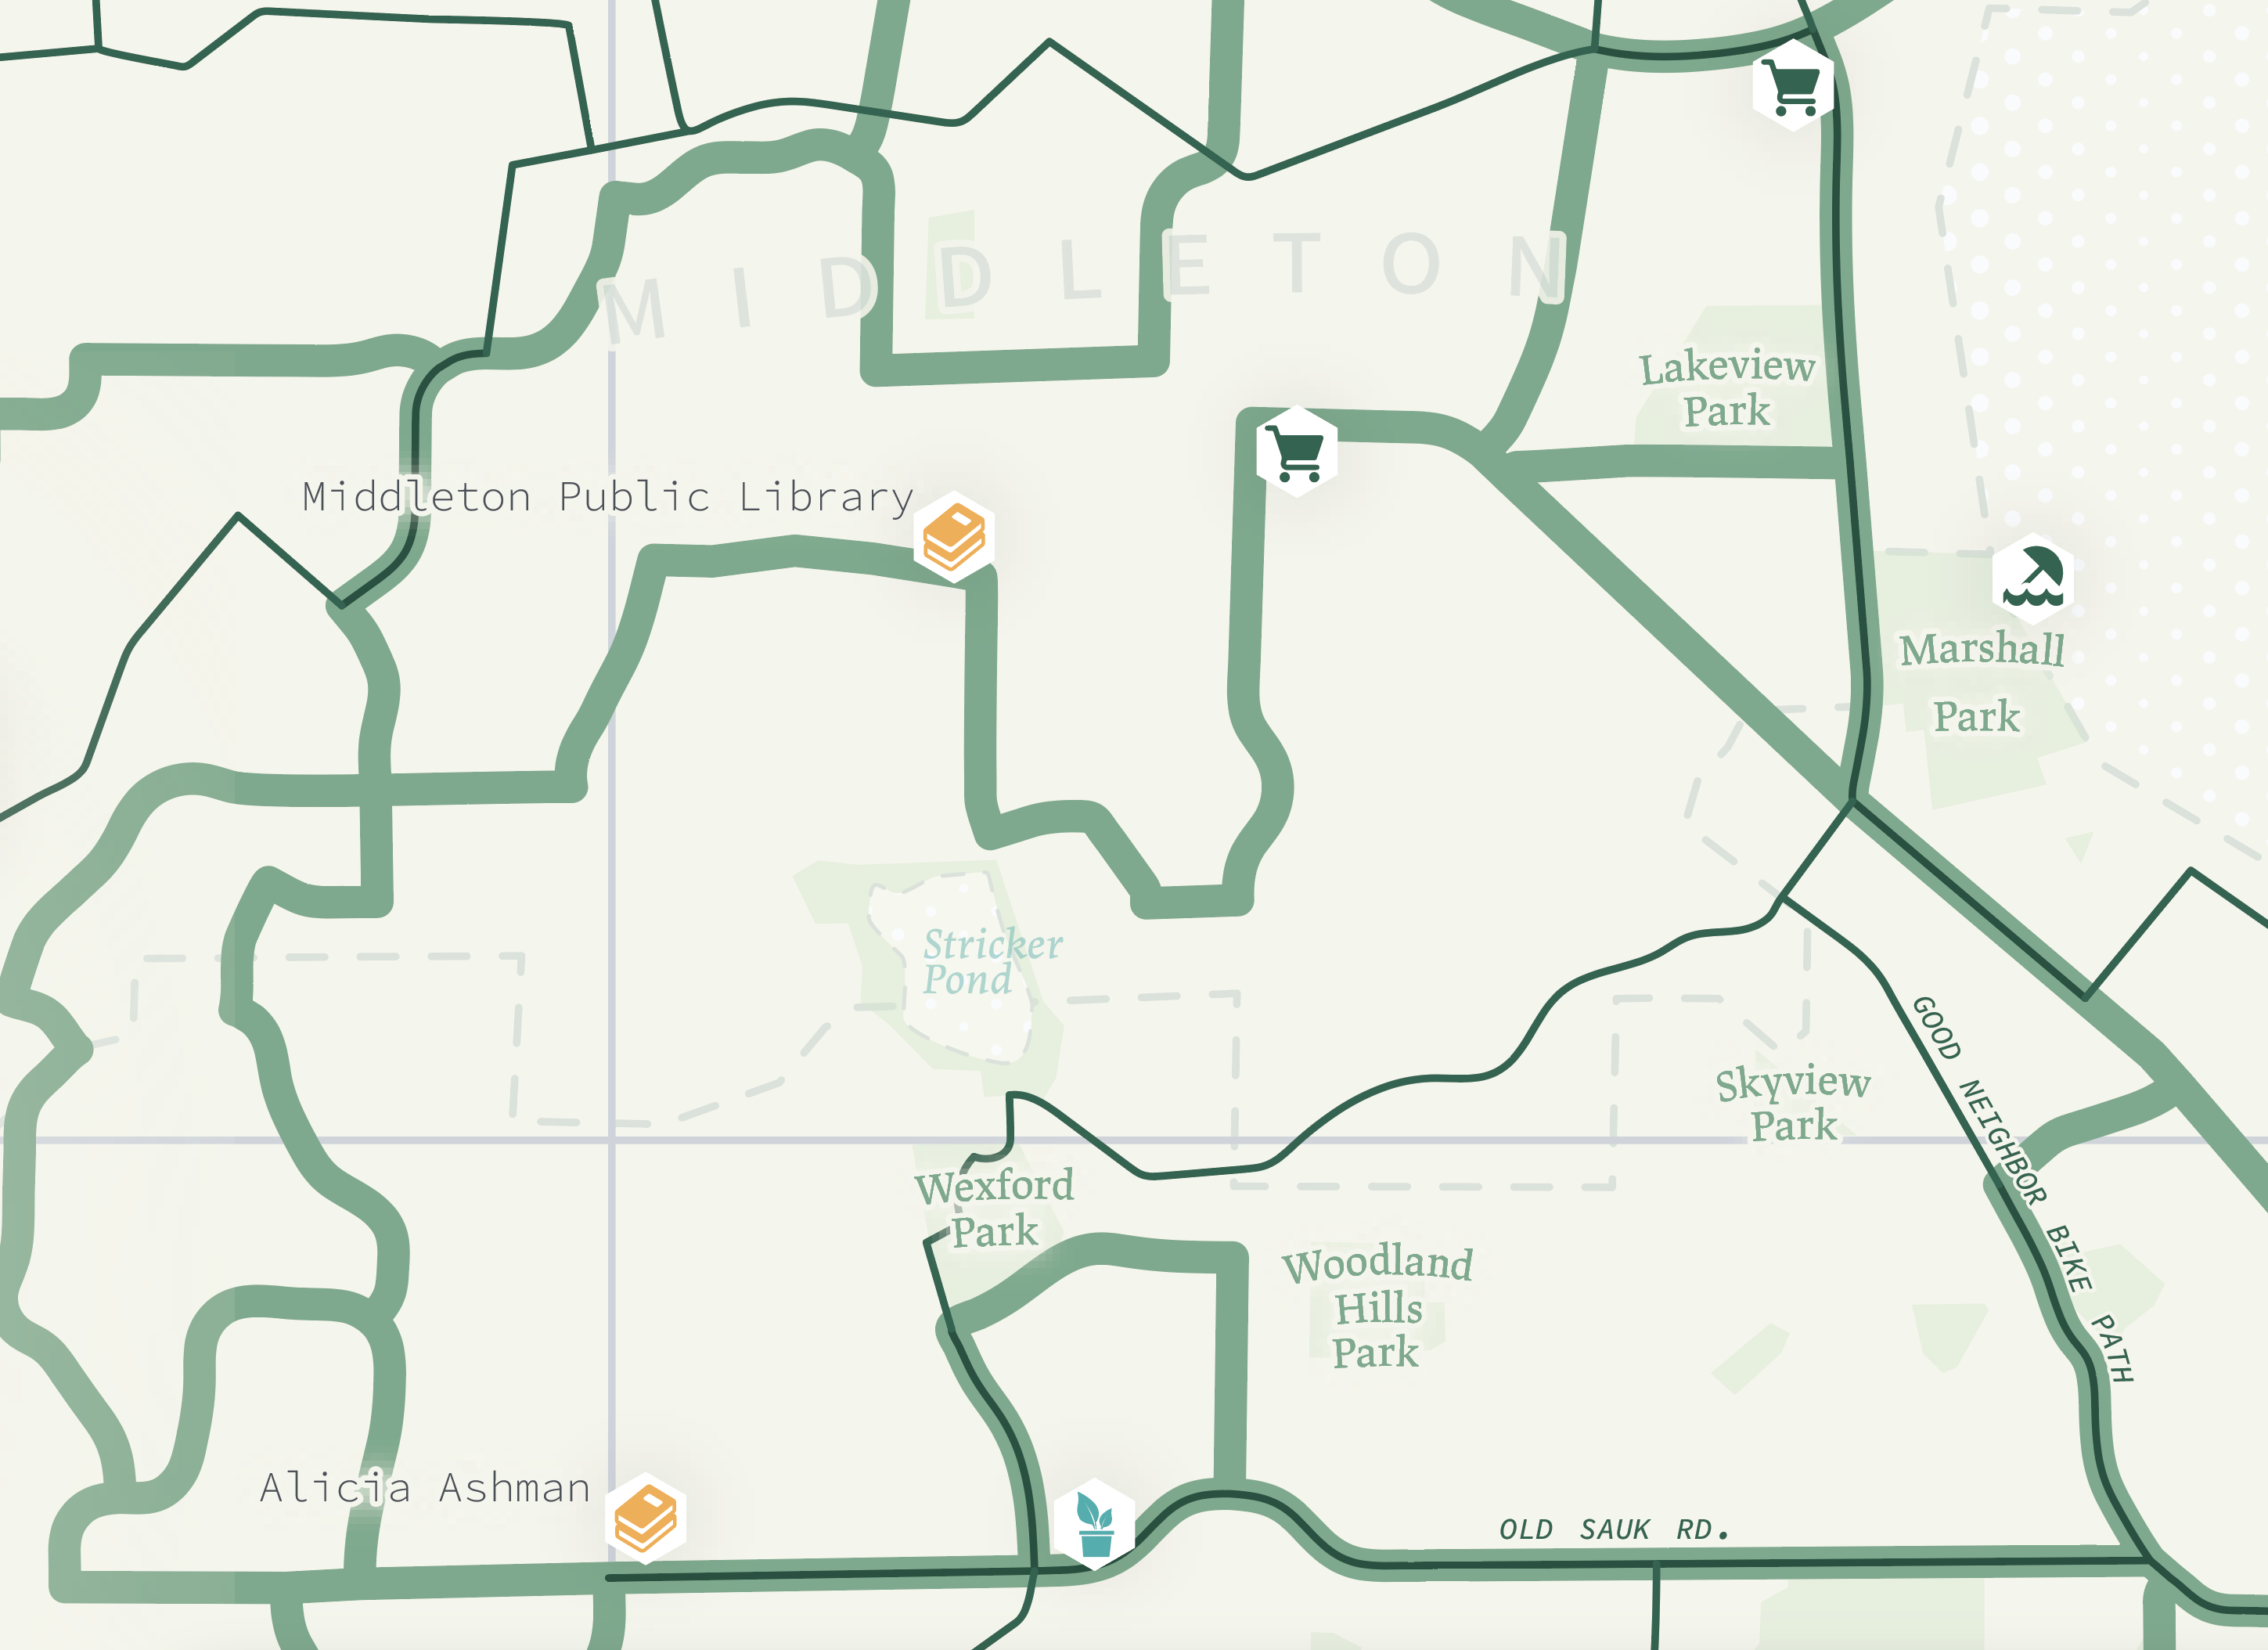 MIDDLETON
Lakeview
Park
Middleton Public Library
Marshall
Park
Stricker
Pond
GOOD NEIGHBOR BIKE PATH
Skyview
Park
Wexford
Park
Woodland
Hills
Park
Alicia Ashman
OLD SAUK RD.